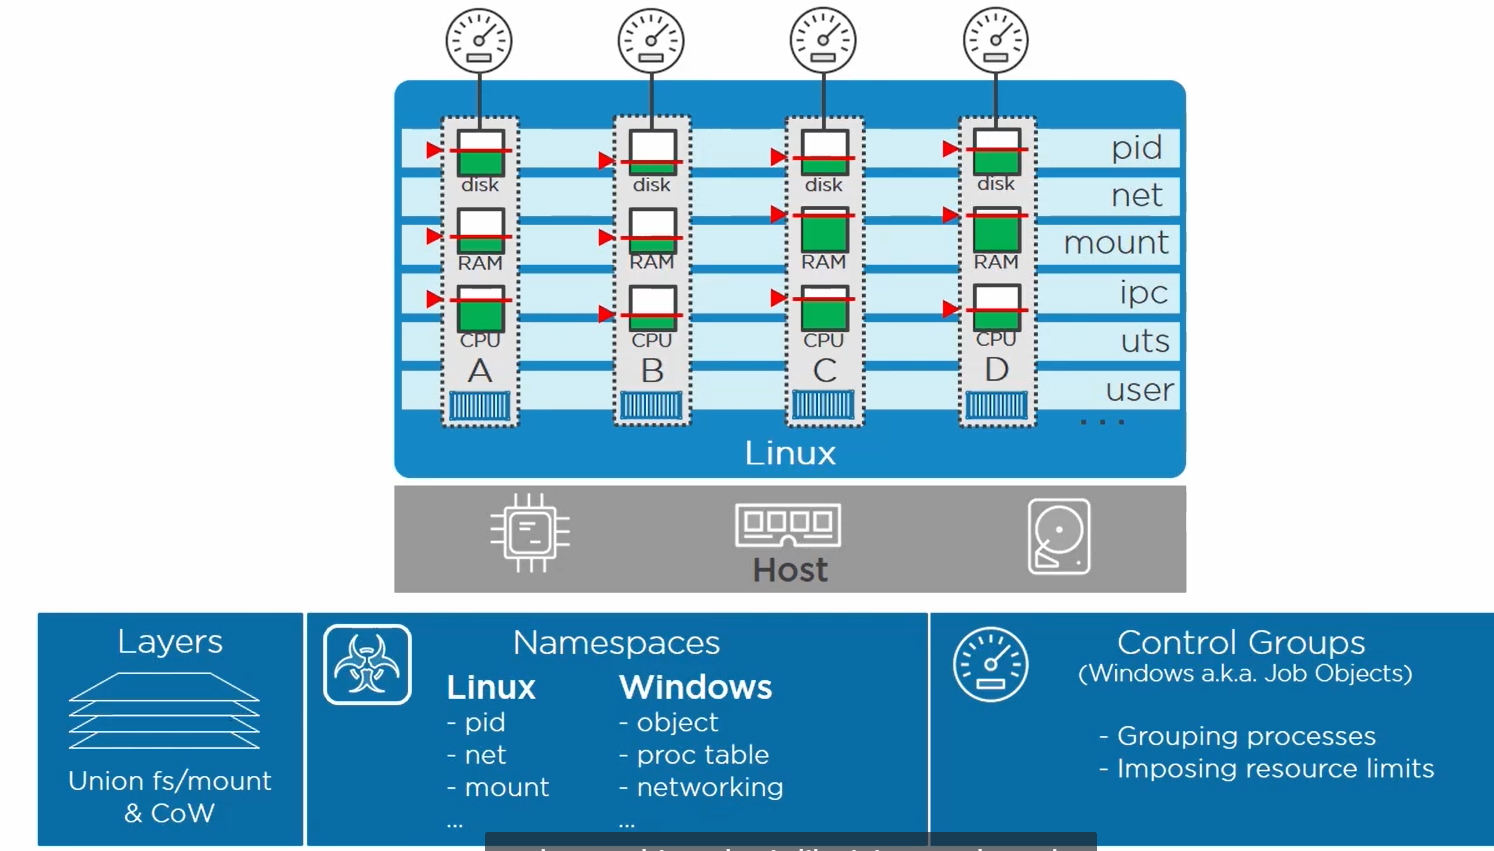 pid
disk
disk
disk
disk
net
mount
RAM
RAM
RAM
RAM
ipc
CPU
CPU
CPU
CPU
uts
A
B
C
D
user
...
Linux
Host
Layers
Union fs/mount
& CoW
Namespaces
Linux
- pid
- net
- mount
...
Windows
- object
- proc table
- networking
...
Control Groups
(Windows a.k.a. Job Objects)
- Grouping processes
- Imposing resource limits